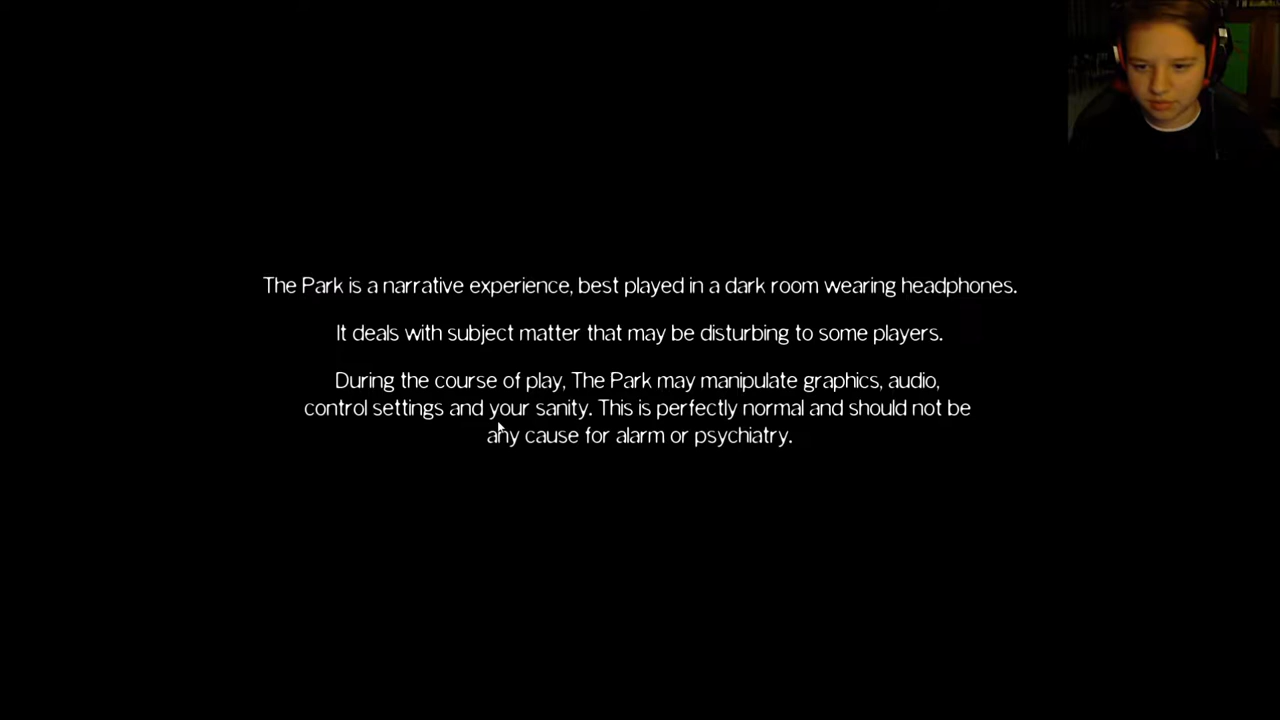 The Park is a narrative experience, best played in a dark room wearing headphones.
It deals with subject matter that may be disturbing to some players.
During the course of play, The Park may manipulate graphics, audio,
control settings and your sanity. This is perfectly normal and should not be
any cause for alarm or psychiatry.